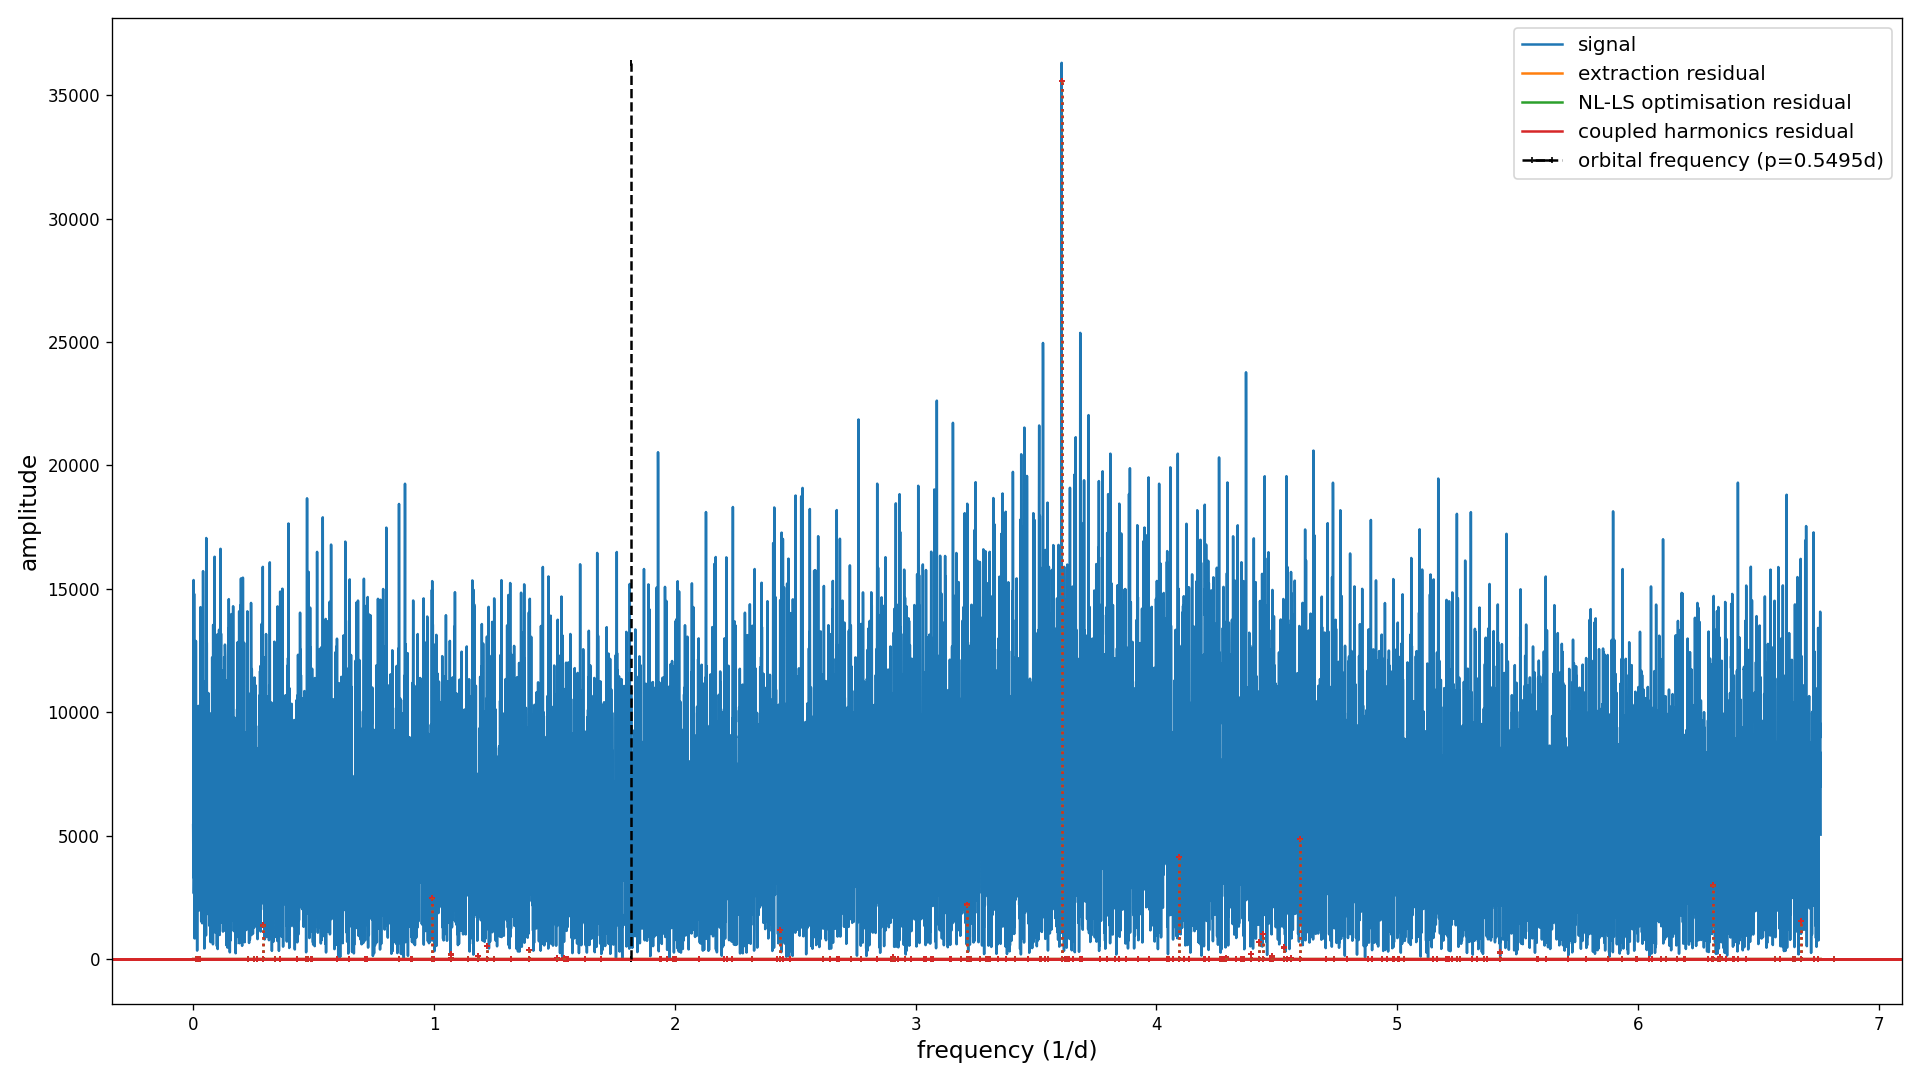 signal
extraction residual
NL-LS optimisation residual
coupled harmonics residual
orbital frequency (p=0.5495d)
35000
30000
25000
20000
15000
10000
5000
0
amplitude
0 1 2 3 4 5 6 7
frequency (1/d)